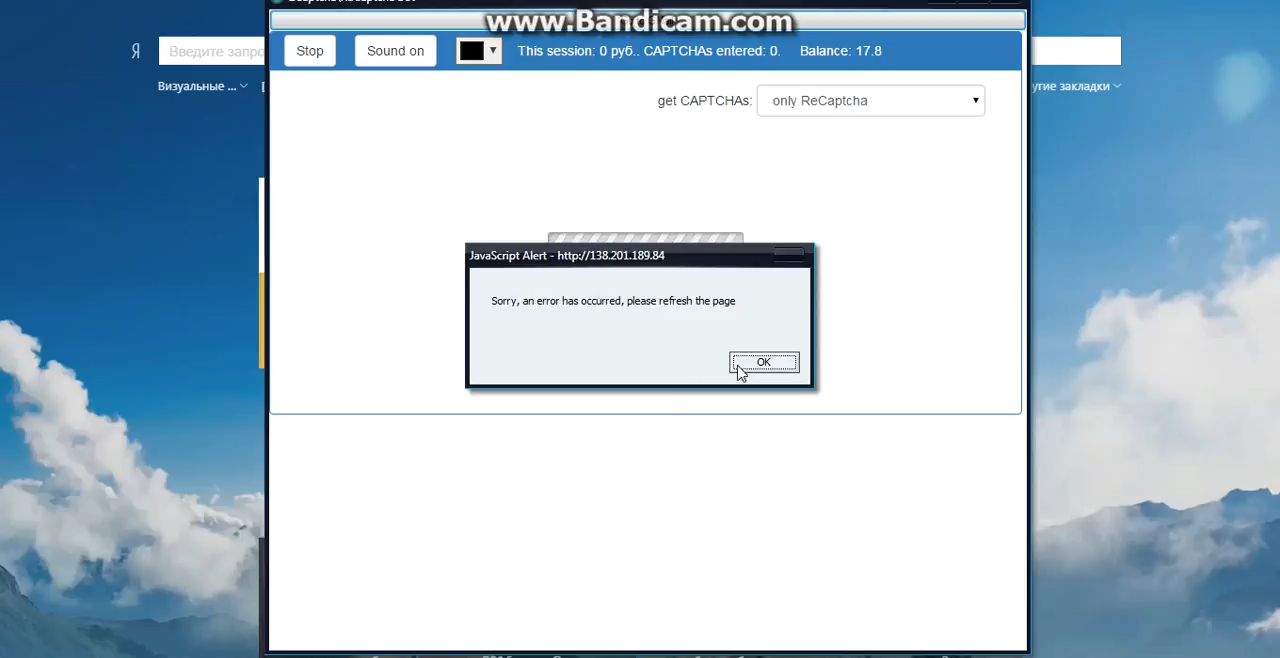 www.Bandicam.com
Я
Введите запро
Stop
Sound on
This session: 0 руб.. CAPTCHAs entered: 0.
Balance: 17.8
Визуальные ...
ругие закладки
get CAPTCHAs:
only ReCaptcha
JavaScript Alert - http://138.201.189.84
Sorry, an error has occurred, please refresh the page
OK